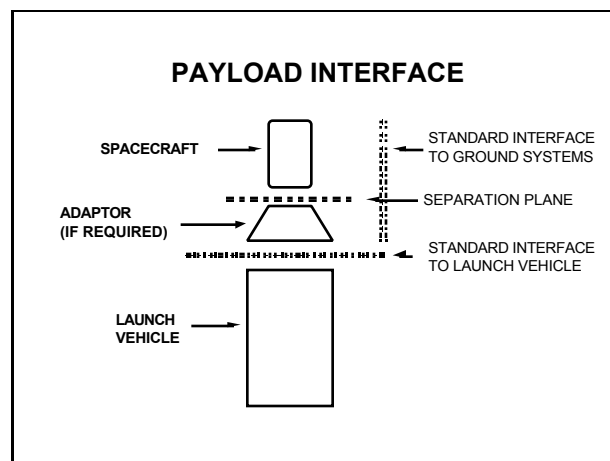 PAYLOAD INTERFACE
SPACECRAFT
STANDARD INTERFACE
TO GROUND SYSTEMS
SEPARATION PLANE
ADAPTOR
(IF REQUIRED)
STANDARD INTERFACE
TO LAUNCH VEHICLE
LAUNCH
VEHICLE